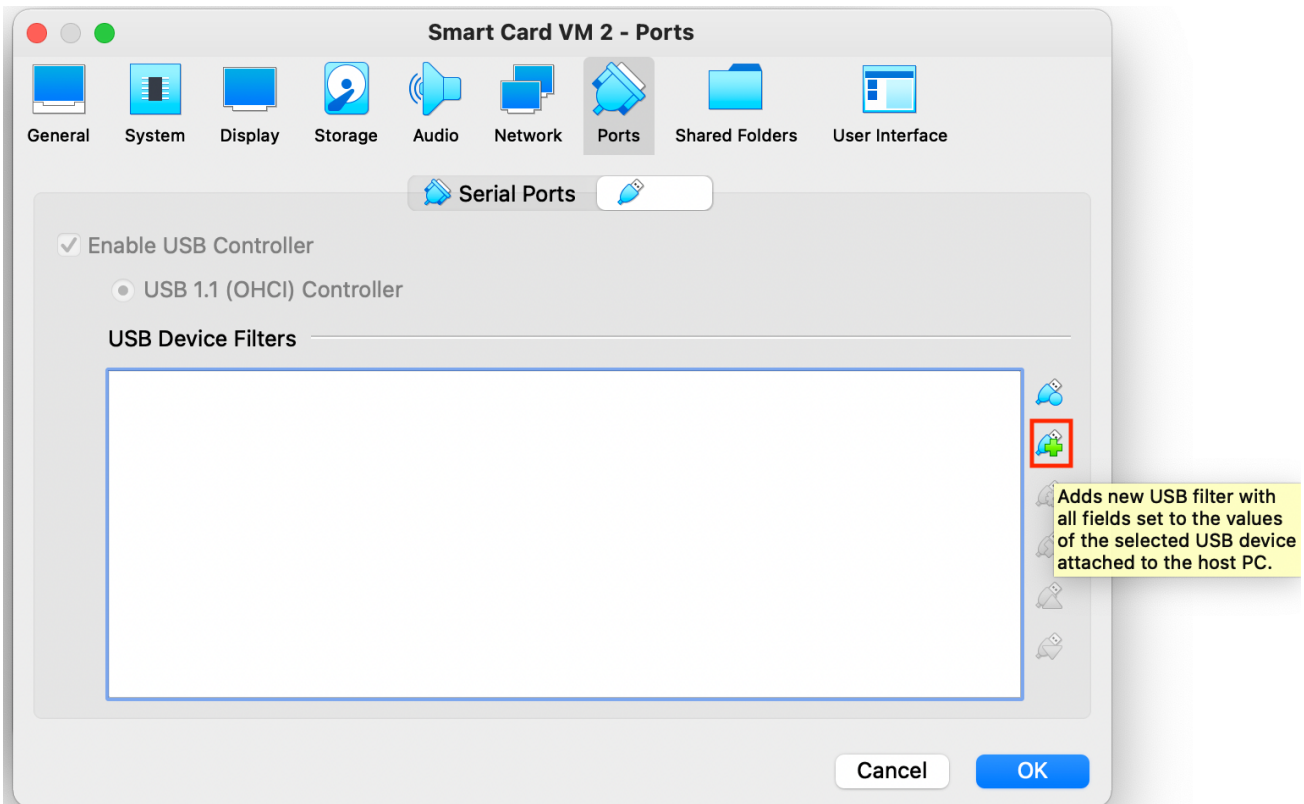 Smart Card VM 2 - Ports
General System Display Storage Audio Network Ports Shared Folders User Interface
Serial Ports
Enable USB Controller
USB 1.1 (OHCI) Controller
USB Device Filters
Adds new USB filter with
all fields set to the values
of the selected USB device
attached to the host PC.
Cancel OK